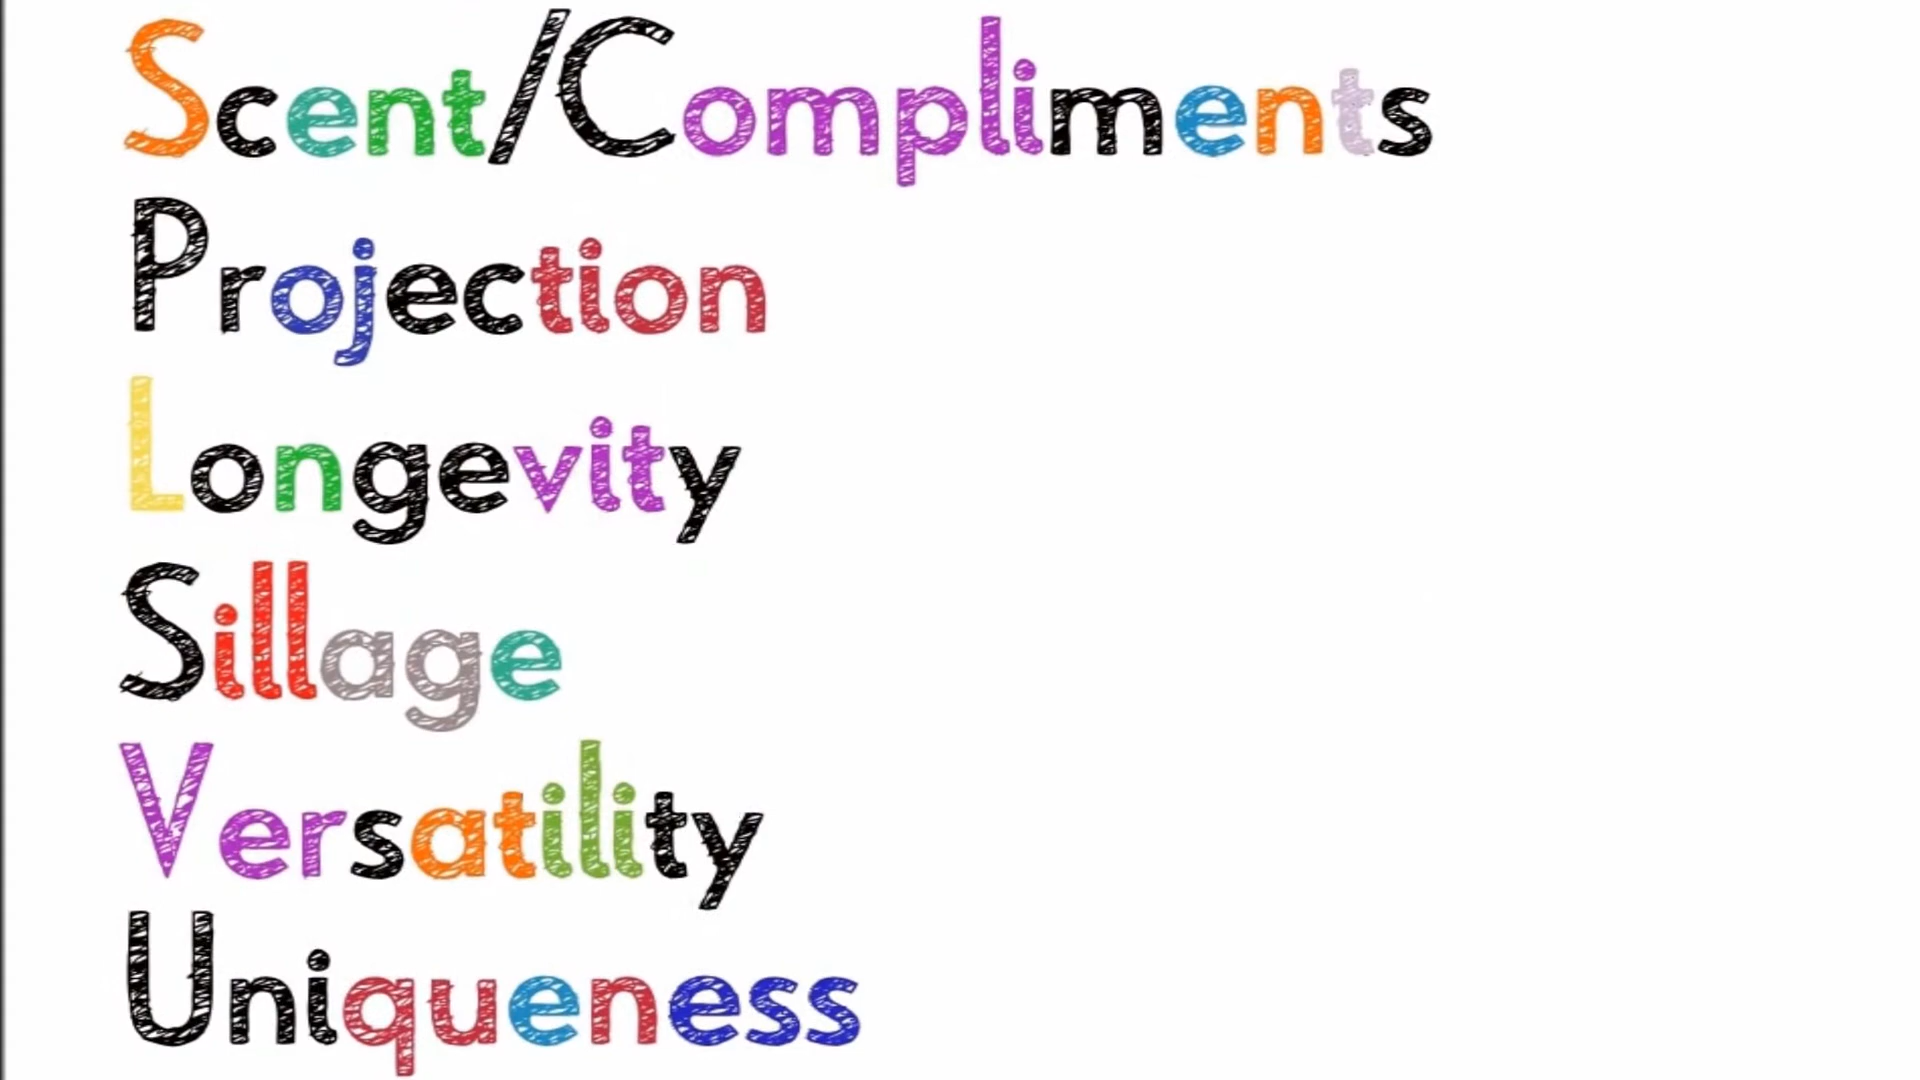 Scent/Compliments
Projection
Longevity
Sillage
Versatility
Uniqueness